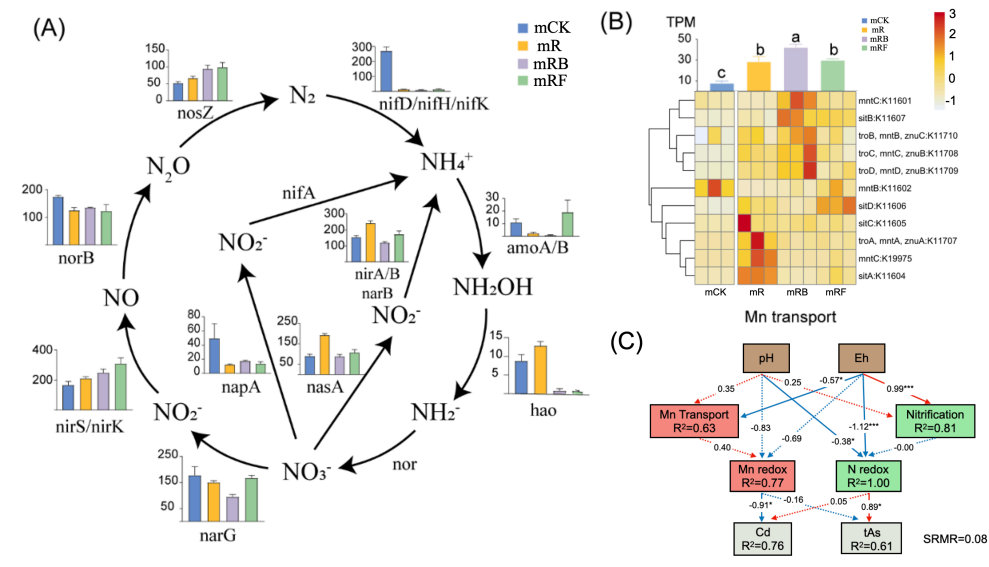 (A)
mCK
mR
mRB
mRF
150
100
50
0
nosZ
N₂
300
200
100
nifD/nifH/nifK
N₂O
NH₄⁺
200
100
norB
nifA
NO₂⁻
300
200
100
nirA/B
narB
30
20
10
0
amoA/B
NO
NH₂OH
NO₂⁻
400
200
nirS/nirK
80
60
40
20
0
napA
250
150
50
nasA
15
10
5
0
hao
NO₂⁻
NH₂⁻
NO₃⁻
nor
250
150
50
narG
(B)
TPM
mCK
mR
mRB
mRF
50
30
10
c
b
a
b
3
2
1
0
-1
mntC:K11601
sitB:K11607
troB, mntB, znuC:K11710
troC, mntC, znuB:K11708
troD, mntD, znuB:K11709
mntB:K11602
sitD:K11606
sitC:K11605
troA, mntA, znuA:K11707
mntC:K19975
sitA:K11604
mCK
mR
mRB
mRF
Mn transport
(C)
pH
Eh
0.35
0.25
-0.57*
0.99***
Mn Transport
R²=0.63
Nitrification
R²=0.81
-0.83
-0.69
-0.38*
-1.12***
0.40
-0.00
Mn redox
R²=0.77
N redox
R²=1.00
-0.91*
-0.16
0.05
0.89*
Cd
R²=0.76
tAs
R²=0.61
SRMR=0.08